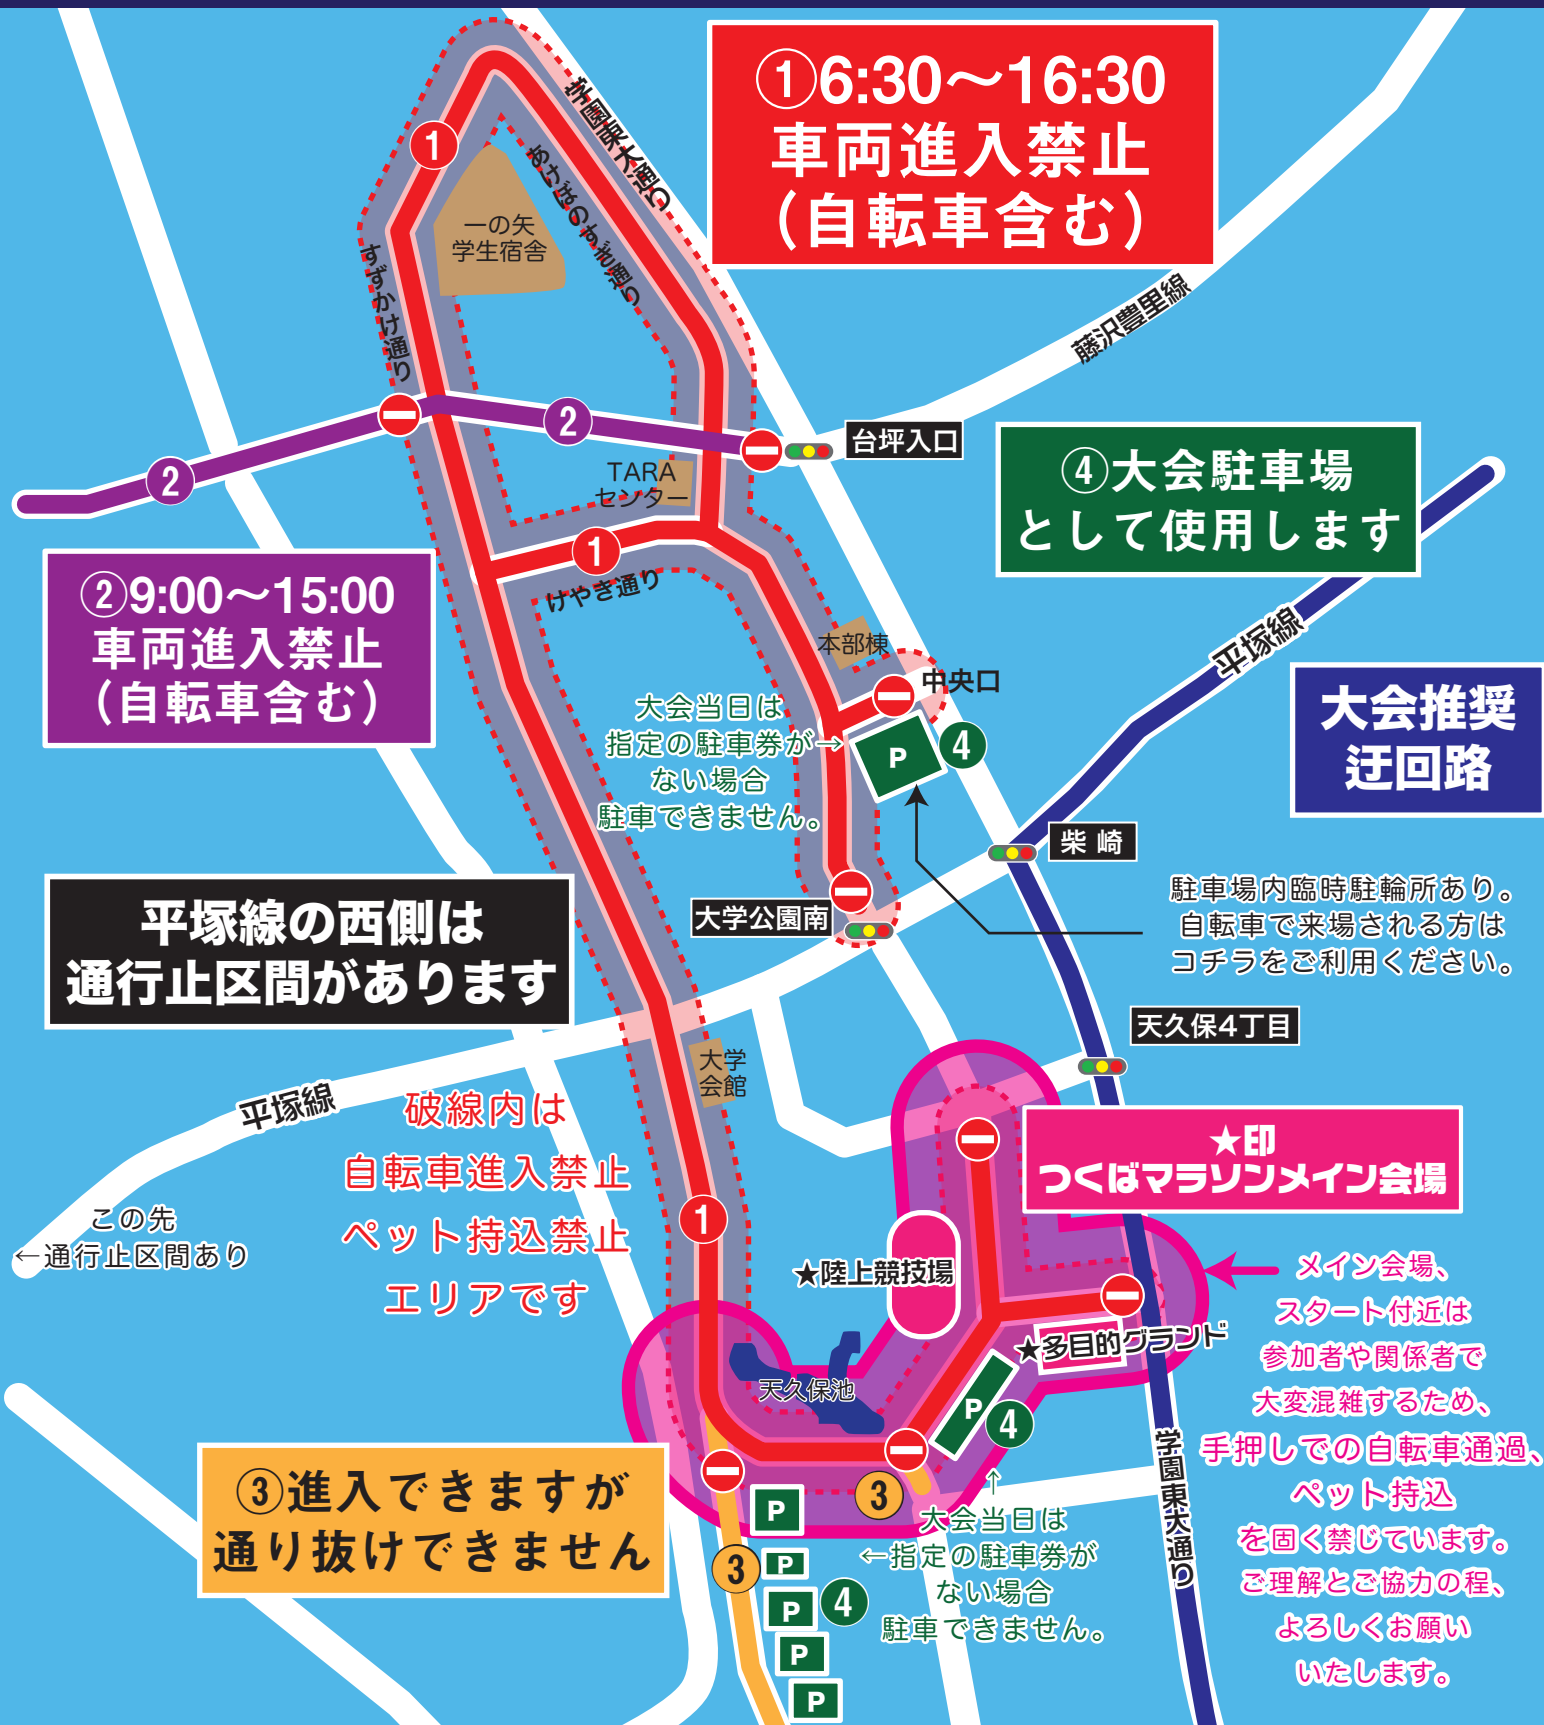 ①6:30〜16:30
車両進入禁止
（自転車含む）
学園東大通り
1
あけぼのすぎ通り
一の矢
学生宿舎
すずかけ通り
藤沢豊里線
2
2
台坪入口
TARA
センター
④大会駐車場
として使用します
1
けやき通り
②9:00〜15:00
車両進入禁止
（自転車含む）
本部棟
中央口
平塚線
大会推奨
迂回路
大会当日は
指定の駐車券が→
ない場合
駐車できません。
P
4
柴崎
平塚線の西側は
通行止区間があります
大学公園南
駐車場内臨時駐輪所あり。
自転車で来場される方は
コチラをご利用ください。
天久保4丁目
大学
会館
平塚線
破線内は
自転車進入禁止
ペット持込禁止
エリアです
★印
つくばマラソンメイン会場
この先
←通行止区間あり
1
★陸上競技場
★多目的グランド
メイン会場、
スタート付近は
参加者や関係者で
大変混雑するため、
手押しでの自転車通過、
ペット持込
を固く禁じています。
ご理解とご協力の程、
よろしくお願い
いたします。
天久保池
P
4
学園東大通り
③進入できますが
通り抜けできません
3
↑
大会当日は
←指定の駐車券が
ない場合
駐車できません。
P
3
P
P
4
P
P